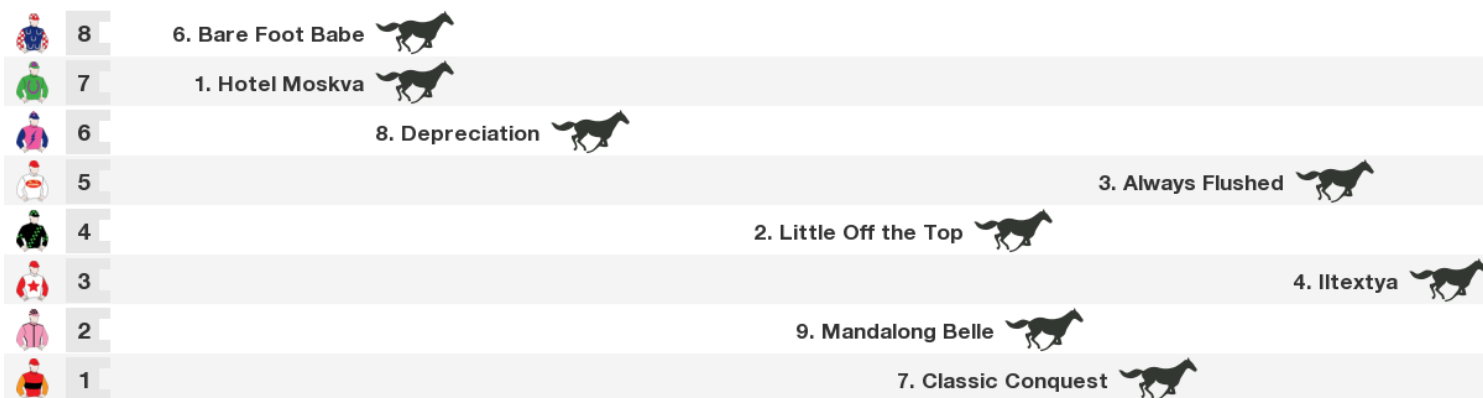 8 6. Bare Foot Babe
7 1. Hotel Moskva
6 8. Depreciation
5 3. Always Flushed
4 2. Little Off the Top
3 4. Iltextya
2 9. Mandalong Belle
1 7. Classic Conquest